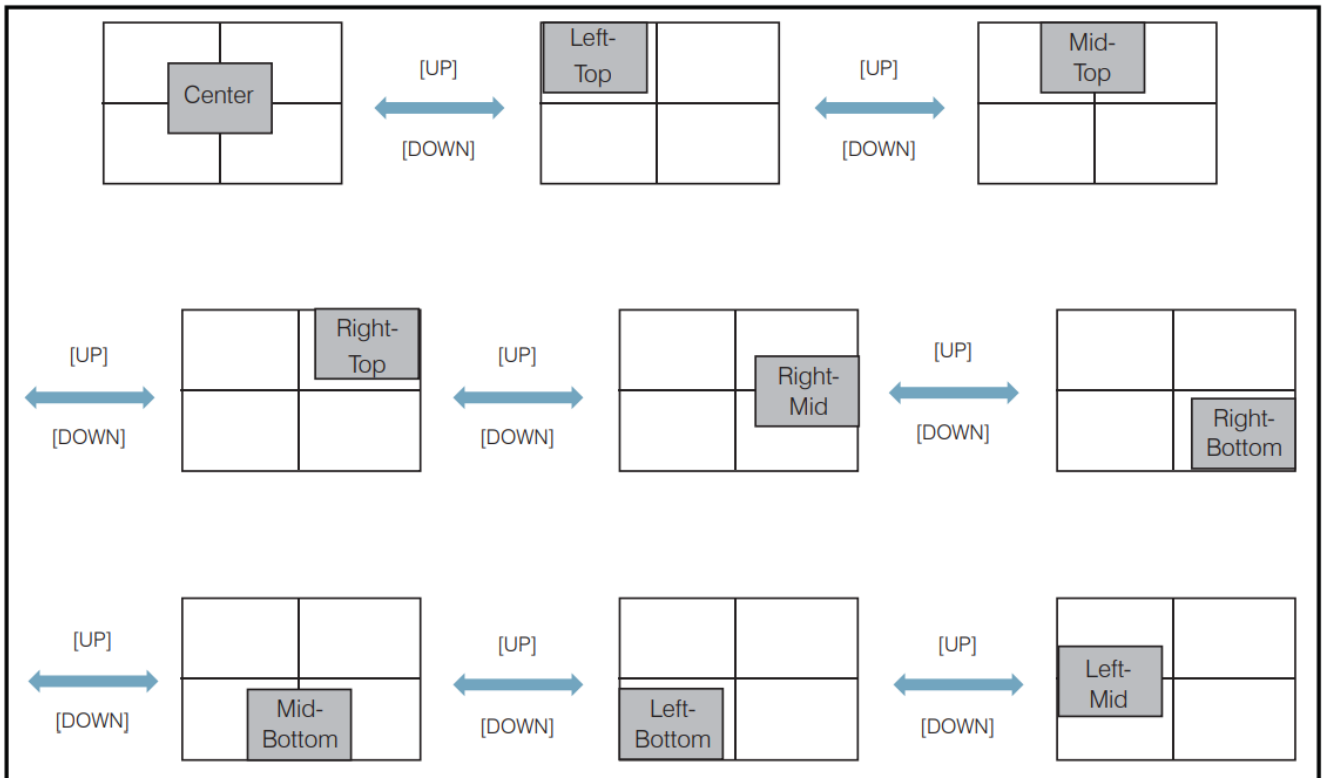 Center
[UP]
[DOWN]
Left-
Top
[UP]
[DOWN]
Mid-
Top
[UP]
[DOWN]
Right-
Top
[UP]
[DOWN]
Right-
Mid
[UP]
[DOWN]
Right-
Bottom
[UP]
[DOWN]
Mid-
Bottom
[UP]
[DOWN]
Left-
Bottom
[UP]
[DOWN]
Left-
Mid